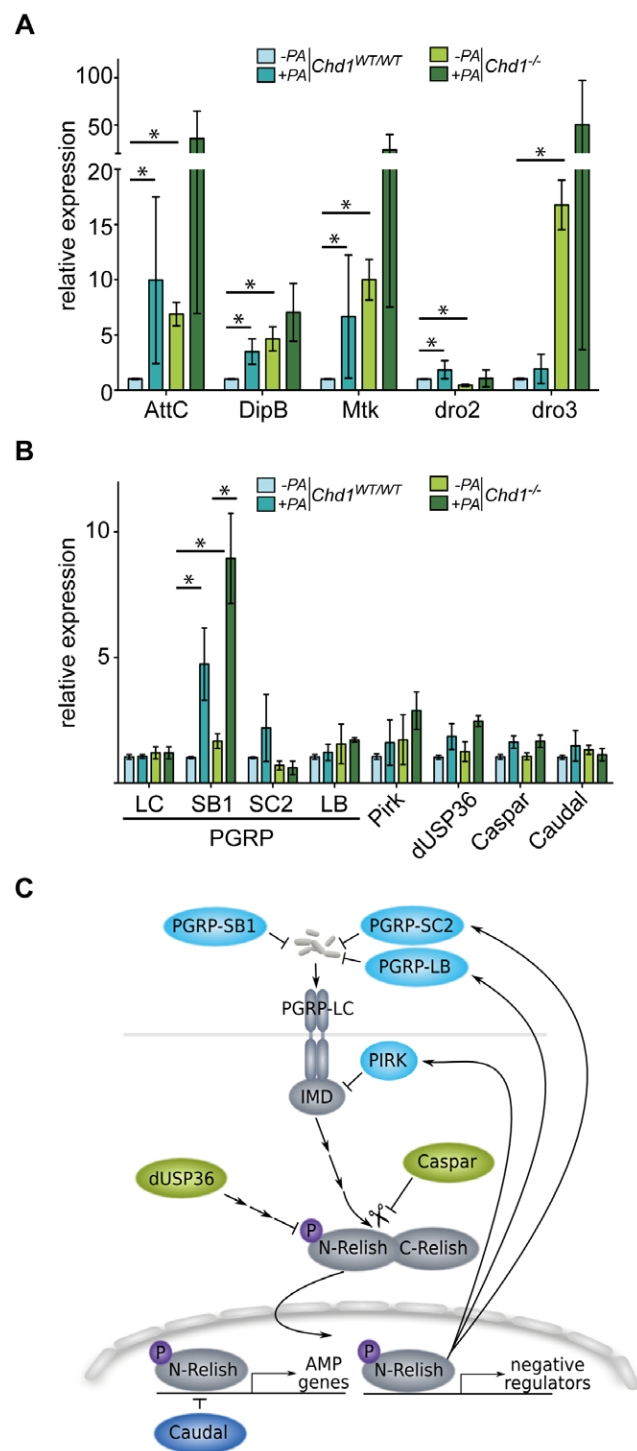 A
-PA
+PA
Chd1WT/WT
-PA
+PA
Chd1-/-
relative expression
100
50
20
15
10
5
0
*
*
*
*
*
*
*
*
*
AttC DipB Mtk dro2 dro3
B
-PA
+PA
Chd1WT/WT
-PA
+PA
Chd1-/-
relative expression
10
5
*
*
*
LC SB1 SC2 LB Pirk dUSP36 Caspar Caudal
PGRP
C
PGRP-SB1
PGRP-SC2
PGRP-LB
PGRP-LC
PIRK
IMD
Caspar
dUSP36
P
N-Relish C-Relish
P
N-Relish
AMP
genes
P
N-Relish
negative
regulators
Caudal